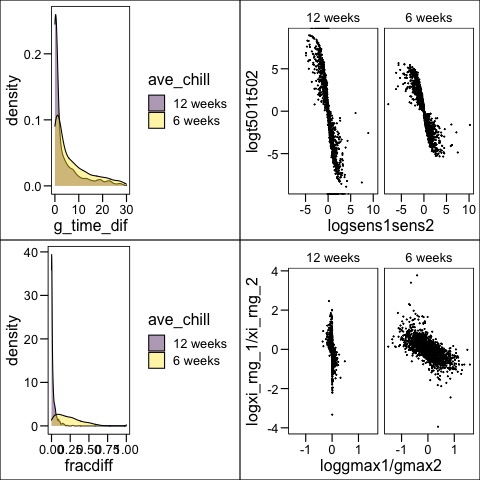 density
0.2
0.1
0.0
0 10 20 30
g_time_dif
ave_chill
12 weeks
6 weeks
12 weeks 6 weeks
logt501t502
5
0
-5
-5 0 5 10 -5 0 5 10
logsens1sens2
density
40
30
20
10
0
0.00 0.25 0.50 0.75 1.00
fracdiff
ave_chill
12 weeks
6 weeks
12 weeks 6 weeks
logxi_rng_1/xi_rng_2
4
2
0
-2
-4
-1 0 1 -1 0 1
loggmax1/gmax2